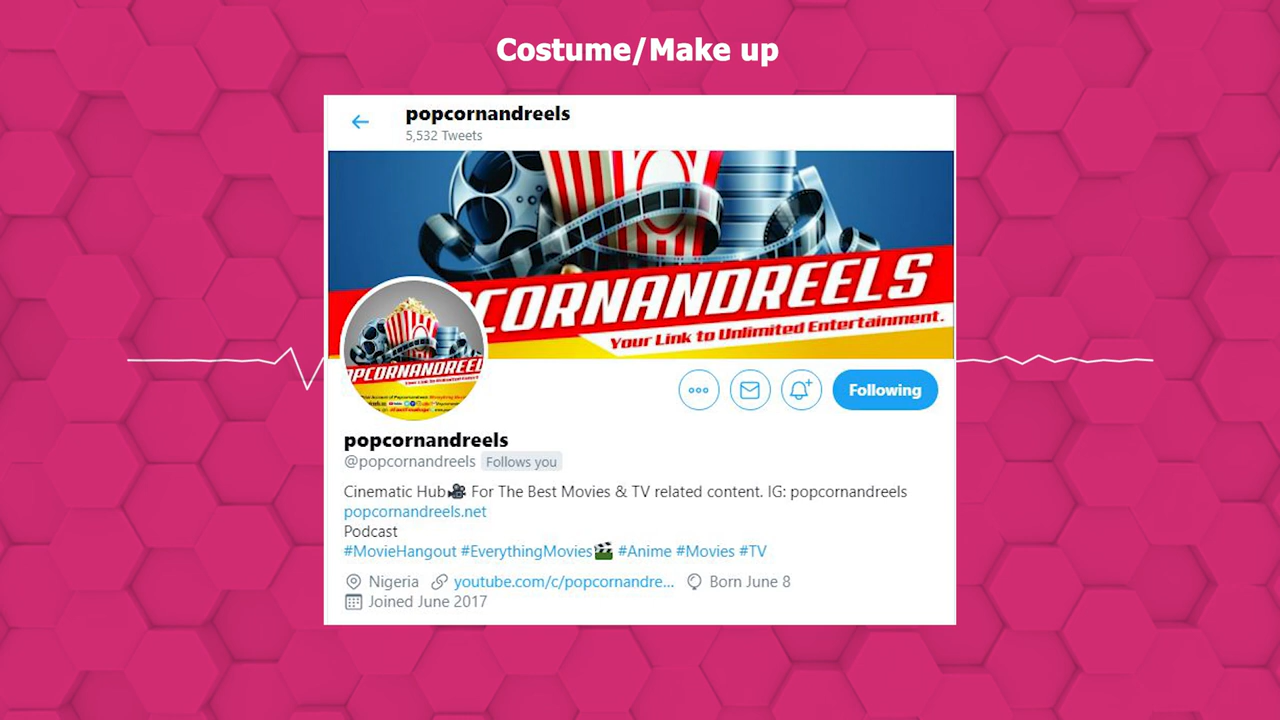 Costume/Make up
popcornandreels
5,532 Tweets
CORNANDREELS
Your Link to Unlimited Entertainment.
OPCORNANDREELS
Following
popcornandreels
@popcornandreels Follows you
Cinematic Hub🎥 For The Best Movies & TV related content. IG: popcornandreels
popcornandreels.net
Podcast
#MovieHangout #EverythingMovies🎬 #Anime #Movies #TV
Nigeria youtube.com/c/popcornandre... Born June 8
Joined June 2017